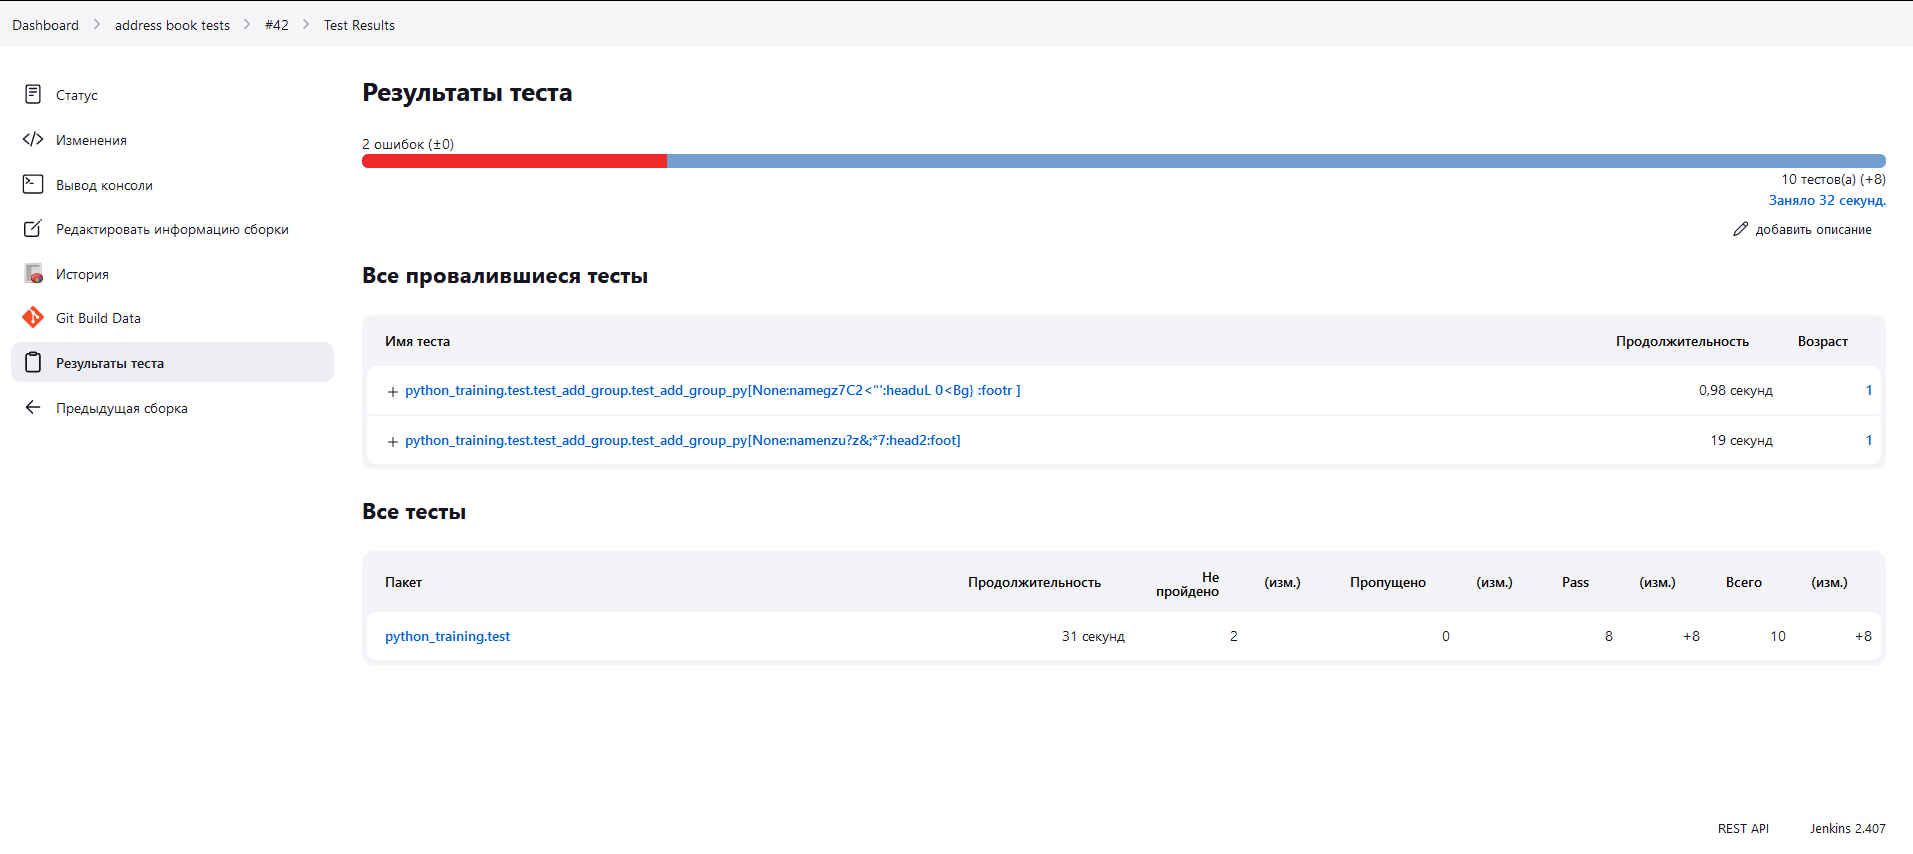 Dashboard > address book tests > #42 > Test Results
Статус
Изменения
Вывод консоли
Редактировать информацию сборки
История
Git Build Data
Результаты теста
Предыдущая сборка
Результаты теста
2 ошибок (±0)
10 тестов(а) (+8)
Заняло 32 секунд.
добавить описание
Все провалившиеся тесты
Имя теста Продолжительность Возраст
python_training.test.test_add_group.test_add_group_py[None:namegz7C2<"':headuL 0<Bg} :footr ] 0,98 секунд 1
python_training.test.test_add_group.test_add_group_py[None:namenzu?z&;*7:head2:foot] 19 секунд 1
Все тесты
Пакет Продолжительность Не пройдено (изм.) Пропущено (изм.) Pass (изм.) Всего (изм.)
python_training.test 31 секунд 2 0 8 +8 10 +8
REST API Jenkins 2.407